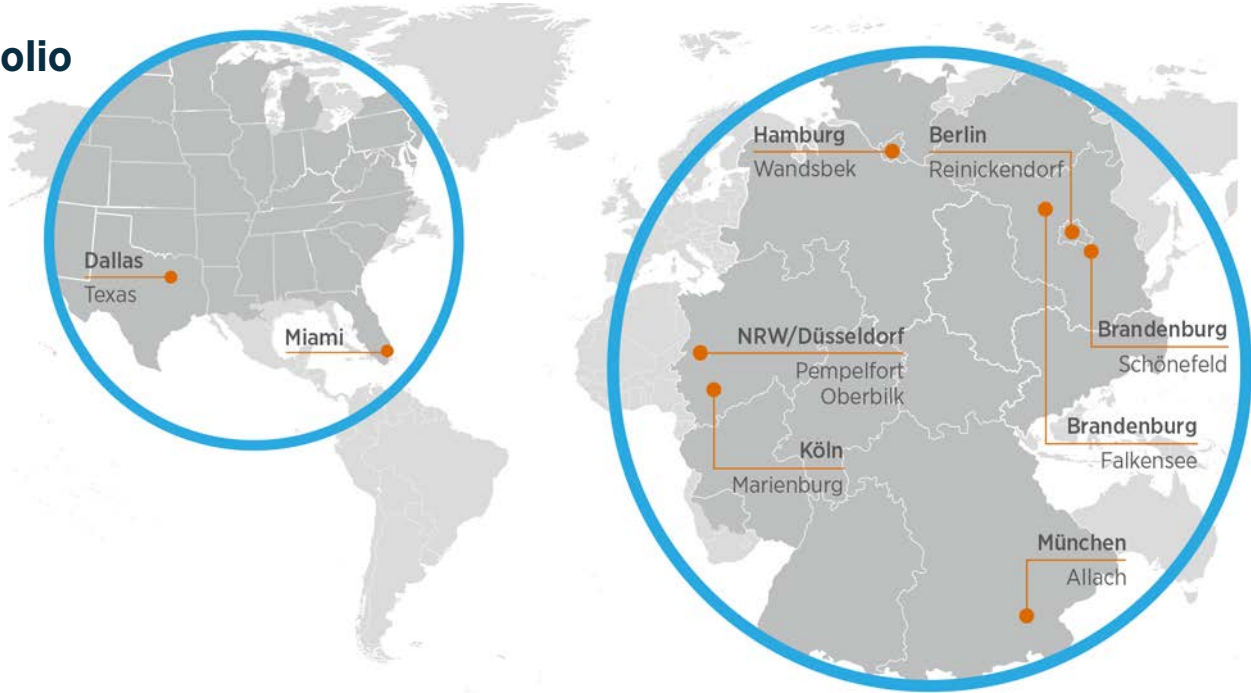 olio
Dallas
Texas
Miami
Hamburg
Wandsbek
Berlin
Reinickendorf
NRW/Düsseldorf
Pempelfort
Oberbilk
Köln
Marienburg
Brandenburg
Schönefeld
Brandenburg
Falkensee
München
Allach